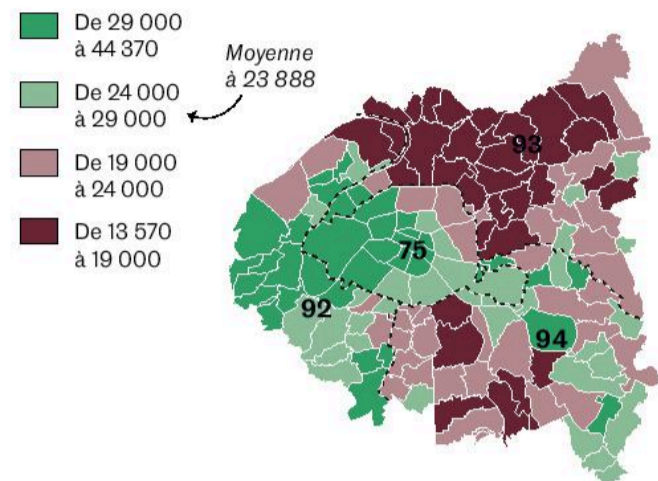 De 29 000
à 44 370
Moyenne
à 23 888
De 24 000
à 29 000
De 19 000
à 24 000
De 13 570
à 19 000
93
75
92
94